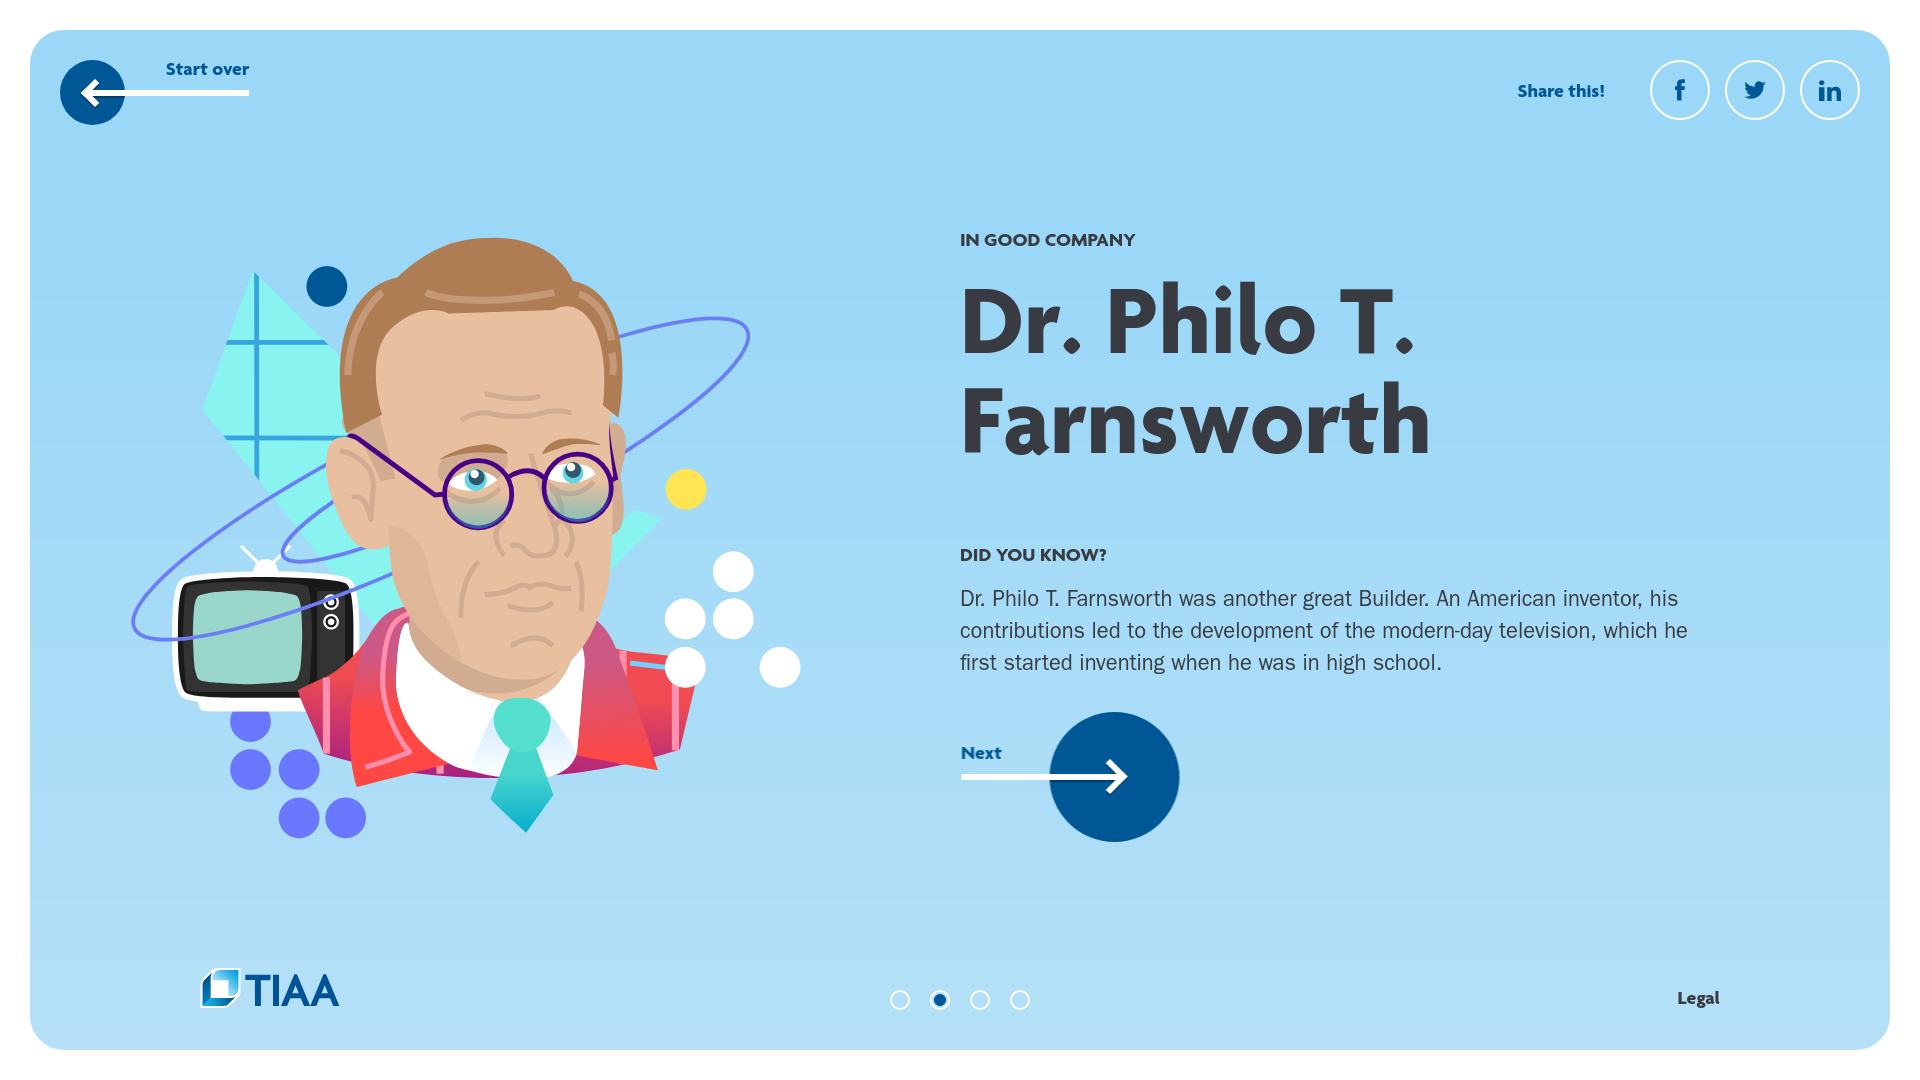 Start over
Share this!
IN GOOD COMPANY
Dr. Philo T.
Farnsworth
DID YOU KNOW?
Dr. Philo T. Farnsworth was another great Builder. An American inventor, his
contributions led to the development of the modern-day television, which he
first started inventing when he was in high school.
Next
TIAA
Legal